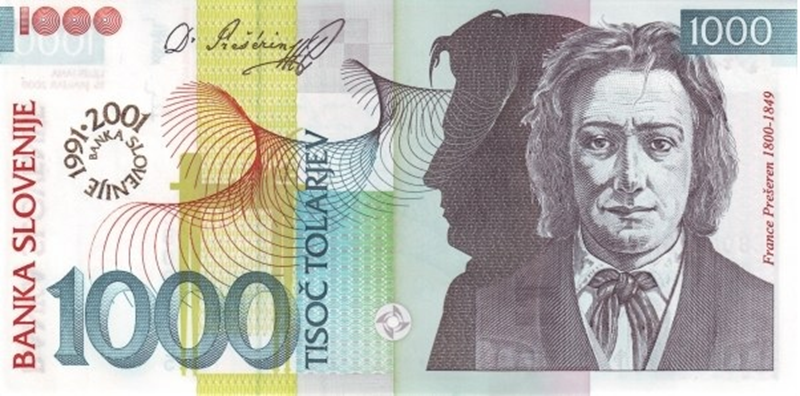 1000
Dr Prešérin
1000
BANKA SLOVENIJE
1991·2001
BANKA SLOVENIJE
1000
TISOČ TOLARJEV
France Prešeren 1800-1849